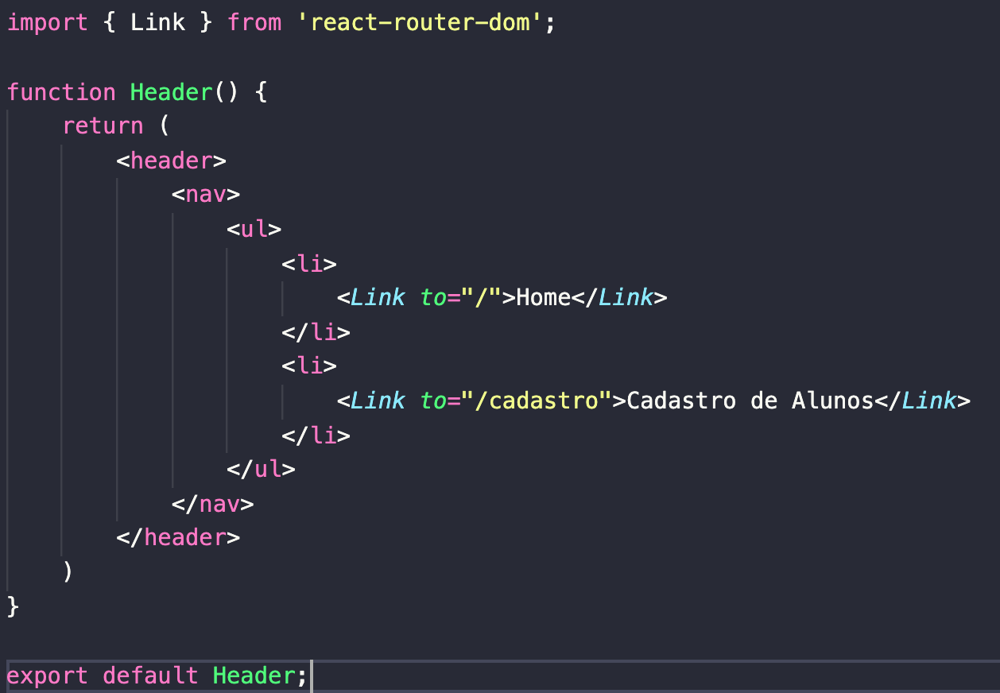 import { Link } from 'react-router-dom';

function Header() {
    return (
        <header>
            <nav>
                <ul>
                    <li>
                        <Link to="/">Home</Link>
                    </li>
                    <li>
                        <Link to="/cadastro">Cadastro de Alunos</Link>
                    </li>
                </ul>
            </nav>
        </header>
    )
}

export default Header;